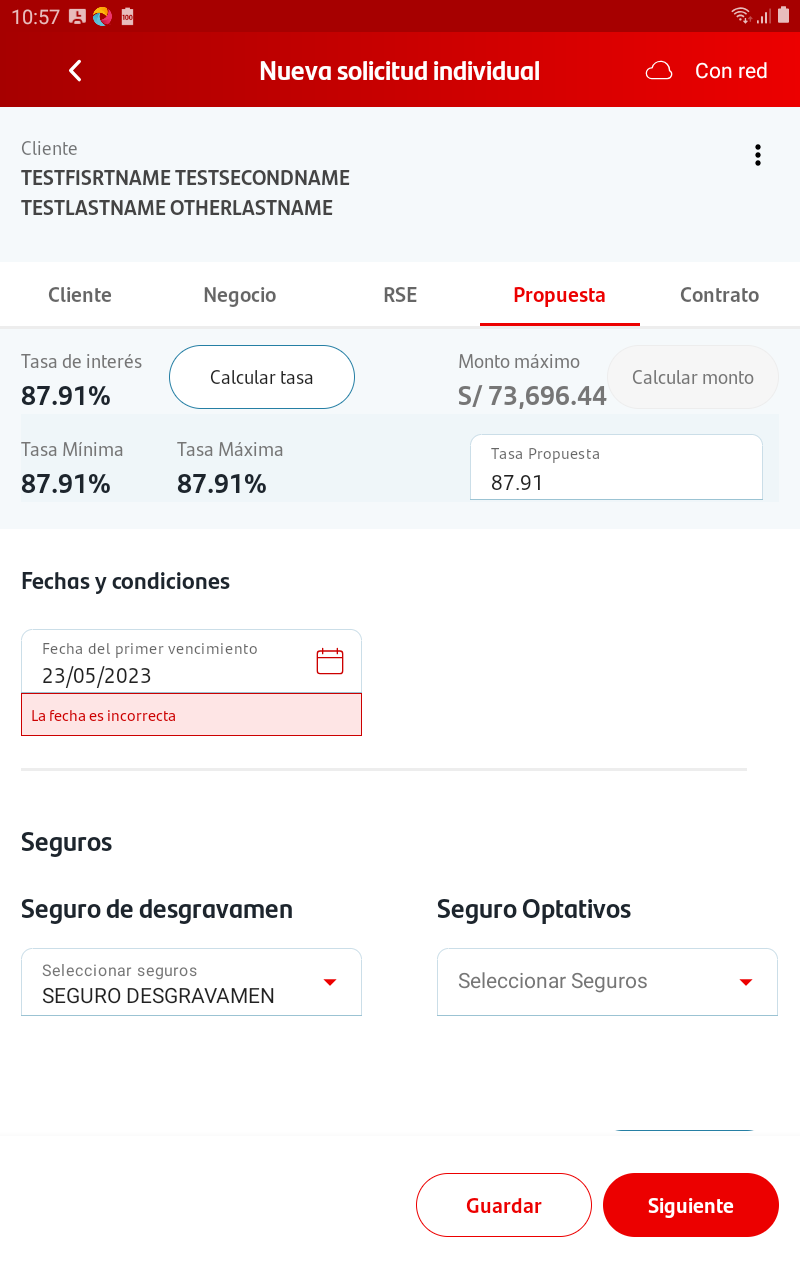 10:57
100
Nueva solicitud individual
Con red
Cliente
TESTFISRTNAME TESTSECONDNAME
TESTLASTNAME OTHERLASTNAME
Cliente Negocio RSE Propuesta Contrato
Tasa de interés
87.91%
Calcular tasa
Monto máximo
S/ 73,696.44
Calcular monto
Tasa Mínima
87.91%
Tasa Máxima
87.91%
Tasa Propuesta
87.91
Fechas y condiciones
Fecha del primer vencimiento
23/05/2023
La fecha es incorrecta
Seguros
Seguro de desgravamen
Seleccionar seguros
SEGURO DESGRAVAMEN
Seguro Optativos
Seleccionar Seguros
Guardar
Siguiente